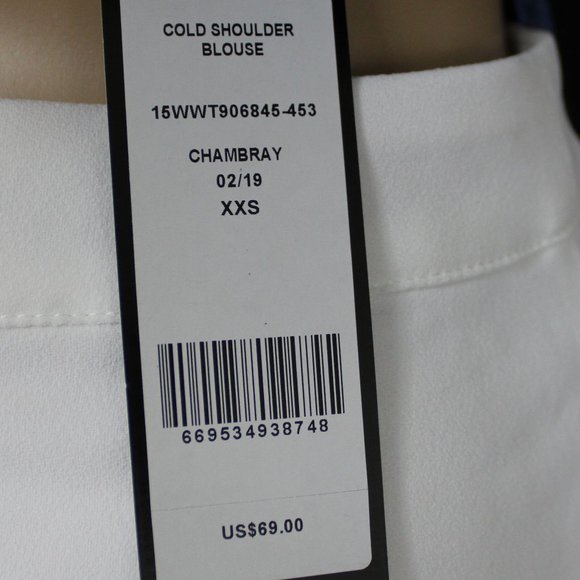 COLD SHOULDER
BLOUSE
15WWT906845-453
CHAMBRAY
02/19
XXS
669534938748
US$69.00